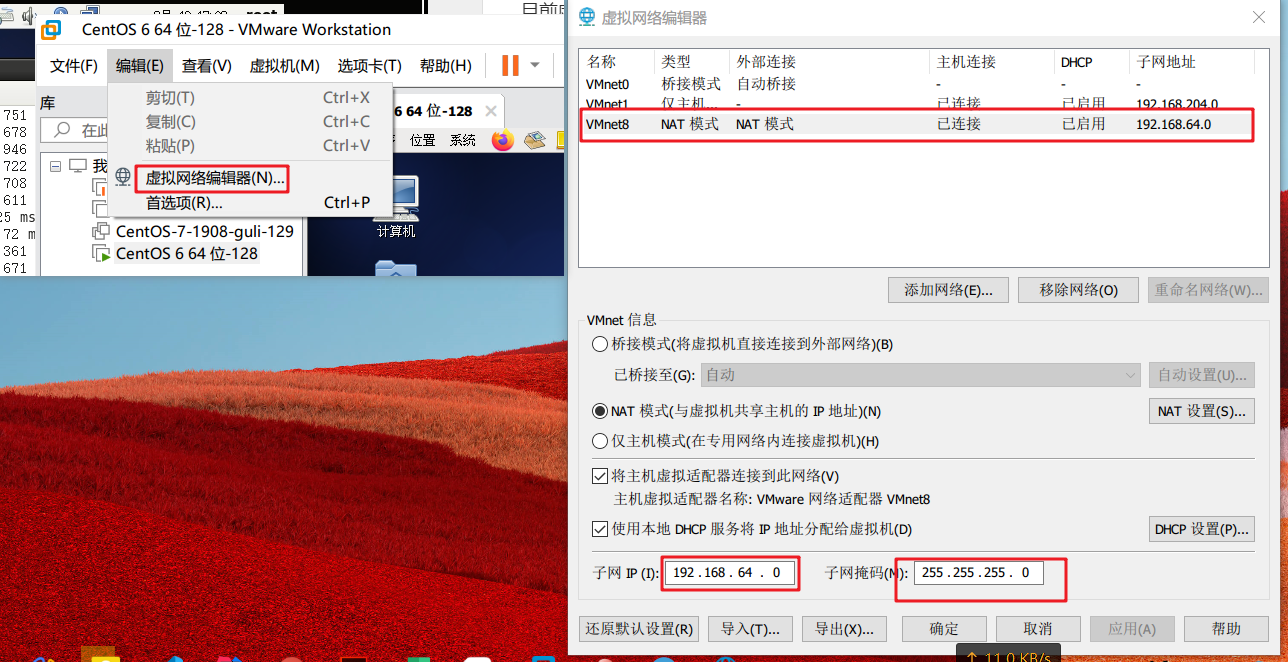 目前
CentOS 6 64 位-128 - VMware Workstation
文件(F) 编辑(E) 查看(V) 虚拟机(M) 选项卡(T) 帮助(H)
库
剪切(T) Ctrl+X
复制(C) Ctrl+C
粘贴(P) Ctrl+V
虚拟网络编辑器(N)...
首选项(R)...  Ctrl+P
在此
我
6 64 位-128
位置 系统
计算机
CentOS-7-1908-guli-129
CentOS 6 64 位-128
751
678
946
722
708
611
25 ms
72 m
361
671
虚拟网络编辑器
名称 类型 外部连接 主机连接 DHCP 子网地址
VMnet0 桥接模式 自动桥接 - - -
VMnet1 仅主机... - 已连接 已启用 192.168.204.0
VMnet8 NAT 模式 NAT 模式 已连接 已启用 192.168.64.0
添加网络(E)... 移除网络(O) 重命名网络(W)...
VMnet 信息
桥接模式(将虚拟机直接连接到外部网络)(B)
已桥接至(G): 自动 自动设置(U)...
NAT 模式(与虚拟机共享主机的 IP 地址)(N) NAT 设置(S)...
仅主机模式(在专用网络内连接虚拟机)(H)
将主机虚拟适配器连接到此网络(V)
主机虚拟适配器名称: VMware 网络适配器 VMnet8
使用本地 DHCP 服务将 IP 地址分配给虚拟机(D) DHCP 设置(P)...
子网 IP (I): 192 . 168 . 64 . 0 子网掩码(M): 255 . 255 . 255 . 0
还原默认设置(R) 导入(T)... 导出(X)... 确定 取消 应用(A) 帮助
↑ 11.0 KB/s